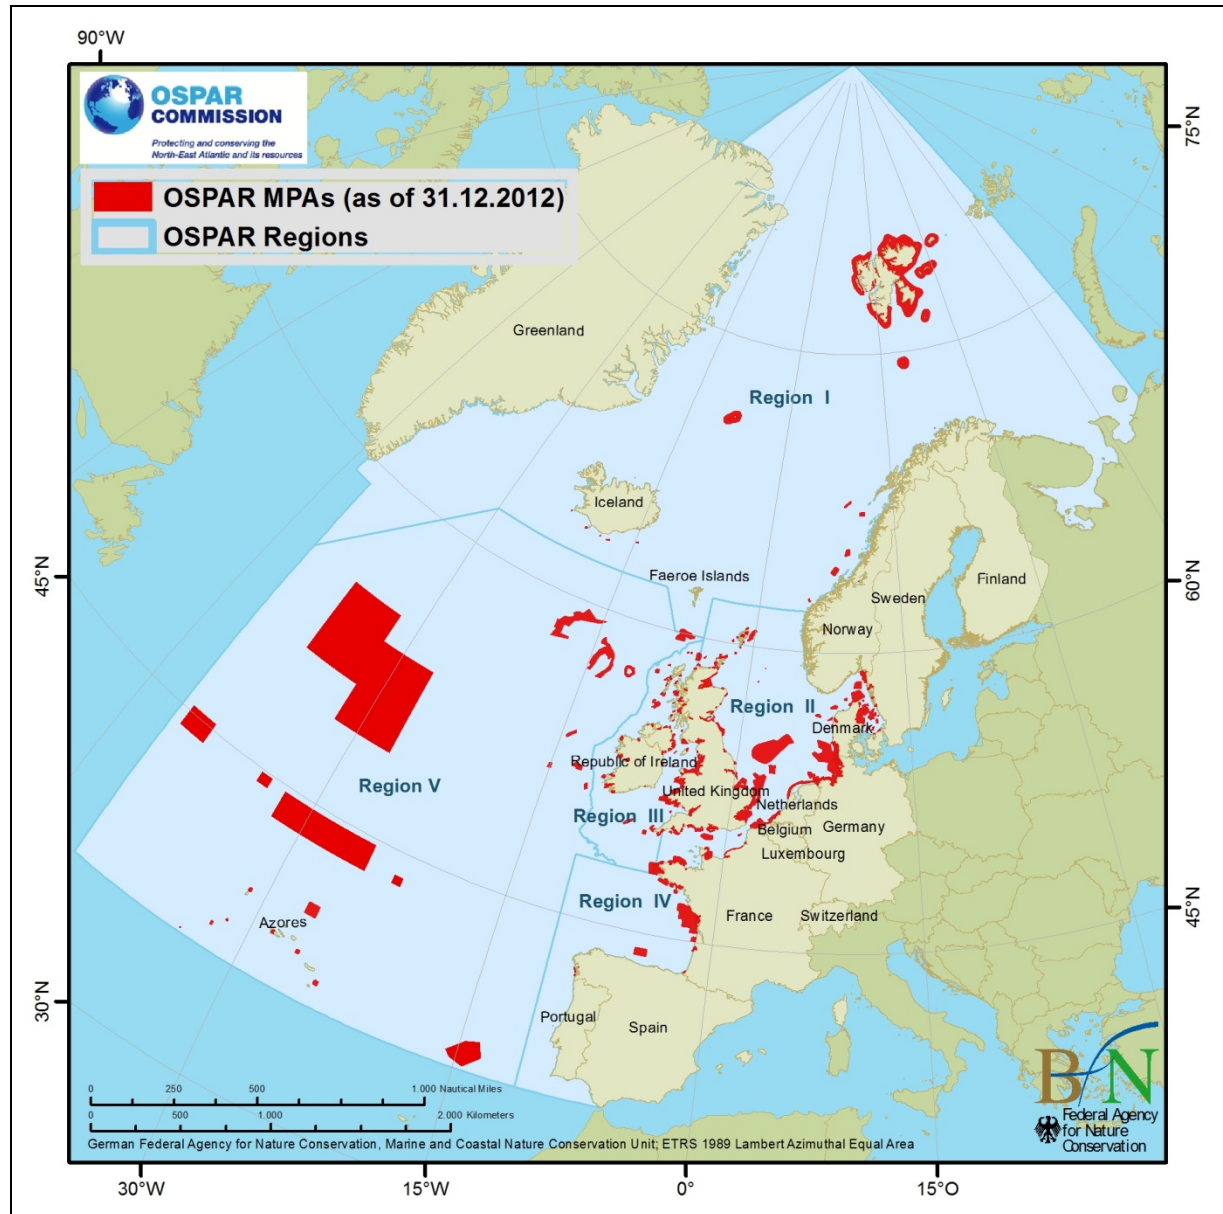 90°W
OSPAR
COMMISSION
Protecting and conserving the
North-East Atlantic and its resources
75°N
OSPAR MPAs (as of 31.12.2012)
OSPAR Regions
Greenland
Region I
Iceland
45°N
Faeroe Islands
60°N
Finland
Sweden
Norway
Region II
Denmark
Republic of Ireland
Region V
United Kingdom
Netherlands
Region III
Belgium
Germany
Luxembourg
Region IV
France
Switzerland
45°N
Azores
30°N
Portugal
Spain
BfN
Federal Agency
for Nature
Conservation
0 250 500 1.000 Nautical Miles
0 500 1.000 2.000 Kilometers
German Federal Agency for Nature Conservation, Marine and Coastal Nature Conservation Unit; ETRS 1989 Lambert Azimuthal Equal Area
30°W
15°W
0°
15°O